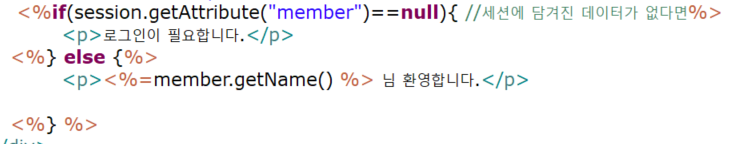 <%if(session.getAttribute("member")==null){ //세션에 담겨진 데이터가 없다면%>
<p>로그인이 필요합니다.</p>
<%} else {%>
<p><%=member.getName() %> 님 환영합니다.</p>
<%} %>